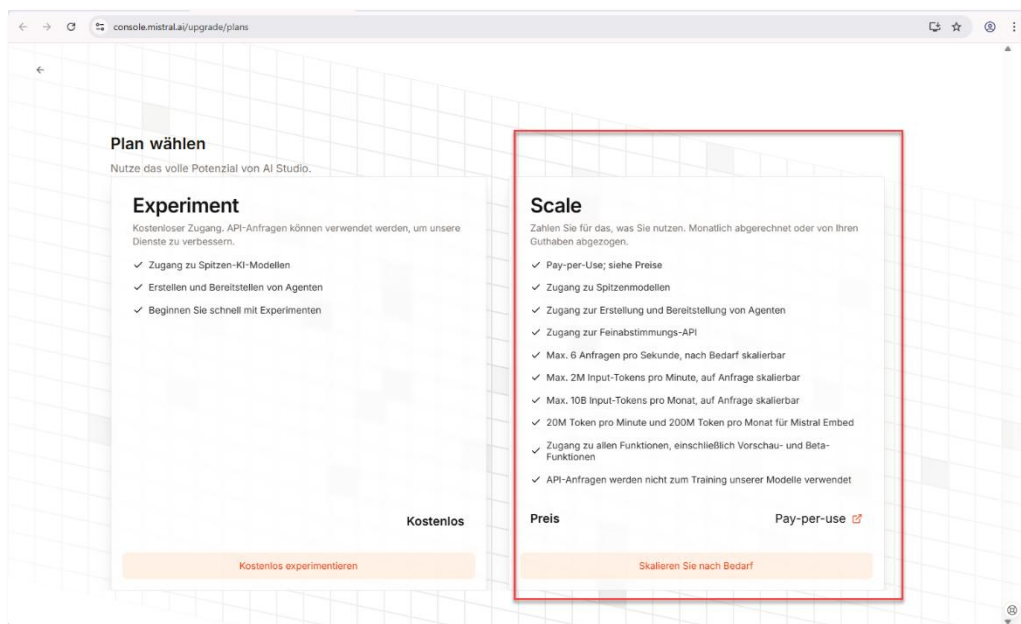 console.mistral.ai/upgrade/plans
Plan wählen
Nutze das volle Potenzial von AI Studio.
Experiment
Kostenloser Zugang. API-Anfragen können verwendet werden, um unsere
Dienste zu verbessern.
Zugang zu Spitzen-KI-Modellen
Erstellen und Bereitstellen von Agenten
Beginnen Sie schnell mit Experimenten
Kostenlos
Kostenlos experimentieren
Scale
Zahlen Sie für das, was Sie nutzen. Monatlich abgerechnet oder von Ihren
Guthaben abgezogen.
Pay-per-Use; siehe Preise
Zugang zu Spitzenmodellen
Zugang zur Erstellung und Bereitstellung von Agenten
Zugang zur Feinabstimmungs-API
Max. 6 Anfragen pro Sekunde, nach Bedarf skalierbar
Max. 2M Input-Tokens pro Minute, auf Anfrage skalierbar
Max. 10B Input-Tokens pro Monat, auf Anfrage skalierbar
20M Token pro Minute und 200M Token pro Monat für Mistral Embed
Zugang zu allen Funktionen, einschließlich Vorschau- und Beta-
Funktionen
API-Anfragen werden nicht zum Training unserer Modelle verwendet
Preis Pay-per-use
Skalieren Sie nach Bedarf